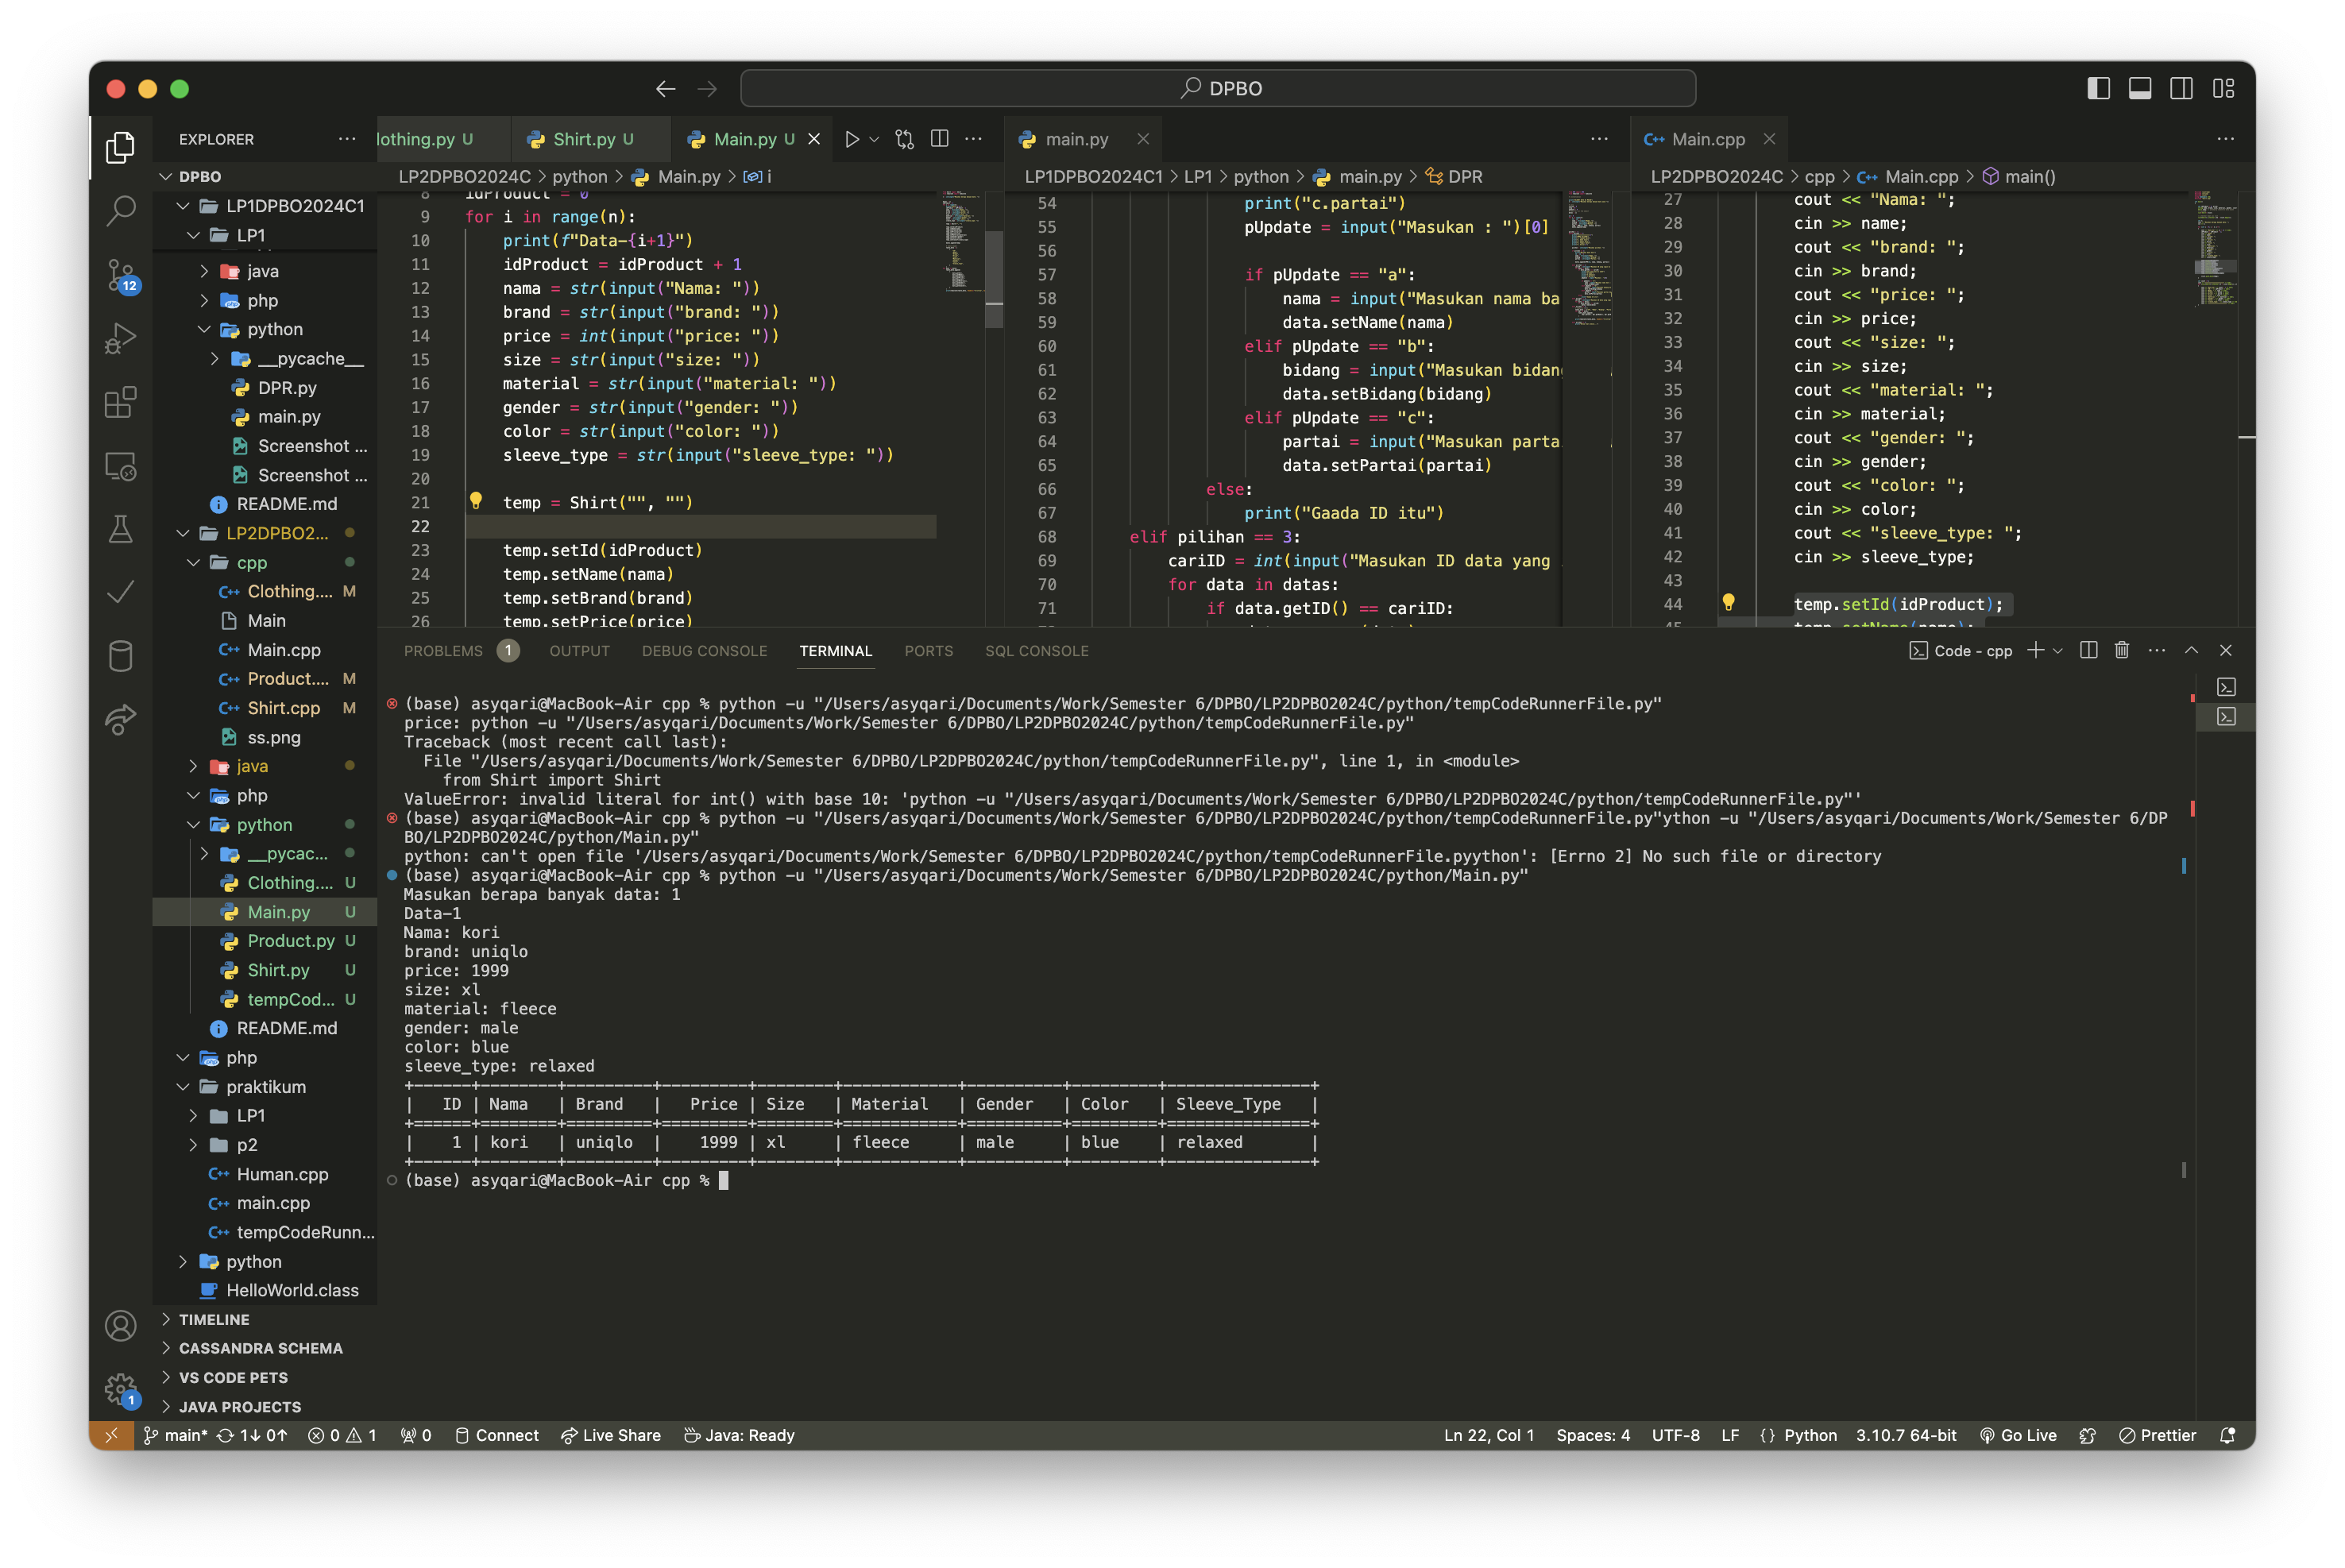 DPBO
EXPLORER
lothing.py U
Shirt.py U
Main.py U
main.py
Main.cpp
DPBO
LP2DPBO2024C > python > Main.py > i
LP1DPBO2024C1 > LP1 > python > main.py > DPR
LP2DPBO2024C > cpp > Main.cpp > main()
LP1DPBO2024C1
LP1
java
php
python
__pycache__
DPR.py
main.py
Screenshot ...
Screenshot ...
README.md
LP2DPBO2...
cpp
Clothing.... M
Main
Main.cpp
Product.... M
Shirt.cpp M
ss.png
java
php
python
__pycac...
Clothing.... U
Main.py U
Product.py U
Shirt.py U
tempCod... U
README.md
php
praktikum
LP1
p2
Human.cpp
main.cpp
tempCodeRunn...
python
HelloWorld.class
TIMELINE
CASSANDRA SCHEMA
VS CODE PETS
JAVA PROJECTS
12
1
8 idProduct = 0
9 for i in range(n):
10 print(f"Data-{i+1}")
11 idProduct = idProduct + 1
12 nama = str(input("Nama: "))
13 brand = str(input("brand: "))
14 price = int(input("price: "))
15 size = str(input("size: "))
16 material = str(input("material: "))
17 gender = str(input("gender: "))
18 color = str(input("color: "))
19 sleeve_type = str(input("sleeve_type: "))
20
21 temp = Shirt("", "")
22
23 temp.setId(idProduct)
24 temp.setName(nama)
25 temp.setBrand(brand)
26 temp.setPrice(price)
54 print("c.partai")
55 pUpdate = input("Masukan : ")[0]
56
57 if pUpdate == "a":
58 nama = input("Masukan nama ba
59 data.setName(nama)
60 elif pUpdate == "b":
61 bidang = input("Masukan bidang
62 data.setBidang(bidang)
63 elif pUpdate == "c":
64 partai = input("Masukan parta
65 data.setPartai(partai)
66 else:
67 print("Gaada ID itu")
68 elif pilihan == 3:
69 cariID = int(input("Masukan ID data yang
70 for data in datas:
71 if data.getID() == cariID:
27 cout << "Nama: ";
28 cin >> name;
29 cout << "brand: ";
30 cin >> brand;
31 cout << "price: ";
32 cin >> price;
33 cout << "size: ";
34 cin >> size;
35 cout << "material: ";
36 cin >> material;
37 cout << "gender: ";
38 cin >> gender;
39 cout << "color: ";
40 cin >> color;
41 cout << "sleeve_type: ";
42 cin >> sleeve_type;
43
44 temp.setId(idProduct);
45 temp.setName(name);
PROBLEMS 1 OUTPUT DEBUG CONSOLE TERMINAL PORTS SQL CONSOLE
Code - cpp
(base) asyqari@MacBook-Air cpp % python -u "/Users/asyqari/Documents/Work/Semester 6/DPBO/LP2DPBO2024C/python/tempCodeRunnerFile.py"
price: python -u "/Users/asyqari/Documents/Work/Semester 6/DPBO/LP2DPBO2024C/python/tempCodeRunnerFile.py"
Traceback (most recent call last):
File "/Users/asyqari/Documents/Work/Semester 6/DPBO/LP2DPBO2024C/python/tempCodeRunnerFile.py", line 1, in <module>
from Shirt import Shirt
ValueError: invalid literal for int() with base 10: 'python -u "/Users/asyqari/Documents/Work/Semester 6/DPBO/LP2DPBO2024C/python/tempCodeRunnerFile.py"'
(base) asyqari@MacBook-Air cpp % python -u "/Users/asyqari/Documents/Work/Semester 6/DPBO/LP2DPBO2024C/python/tempCodeRunnerFile.py"ython -u "/Users/asyqari/Documents/Work/Semester 6/DP
BO/LP2DPBO2024C/python/Main.py"
python: can't open file '/Users/asyqari/Documents/Work/Semester 6/DPBO/LP2DPBO2024C/python/tempCodeRunnerFile.pyython': [Errno 2] No such file or directory
(base) asyqari@MacBook-Air cpp % python -u "/Users/asyqari/Documents/Work/Semester 6/DPBO/LP2DPBO2024C/python/Main.py"
Masukan berapa banyak data: 1
Data-1
Nama: kori
brand: uniqlo
price: 1999
size: xl
material: fleece
gender: male
color: blue
sleeve_type: relaxed
+------+--------+---------+---------+--------+------------+----------+---------+---------------+
| ID | Nama | Brand | Price | Size | Material | Gender | Color | Sleeve_Type |
+======+========+=========+=========+========+============+==========+=========+===============+
| 1 | kori | uniqlo | 1999 | xl | fleece | male | blue | relaxed |
+------+--------+---------+---------+--------+------------+----------+---------+---------------+
(base) asyqari@MacBook-Air cpp %
main* 1↓ 0↑ 0 1 0 Connect Live Share Java: Ready
Ln 22, Col 1 Spaces: 4 UTF-8 LF {} Python 3.10.7 64-bit Go Live Prettier